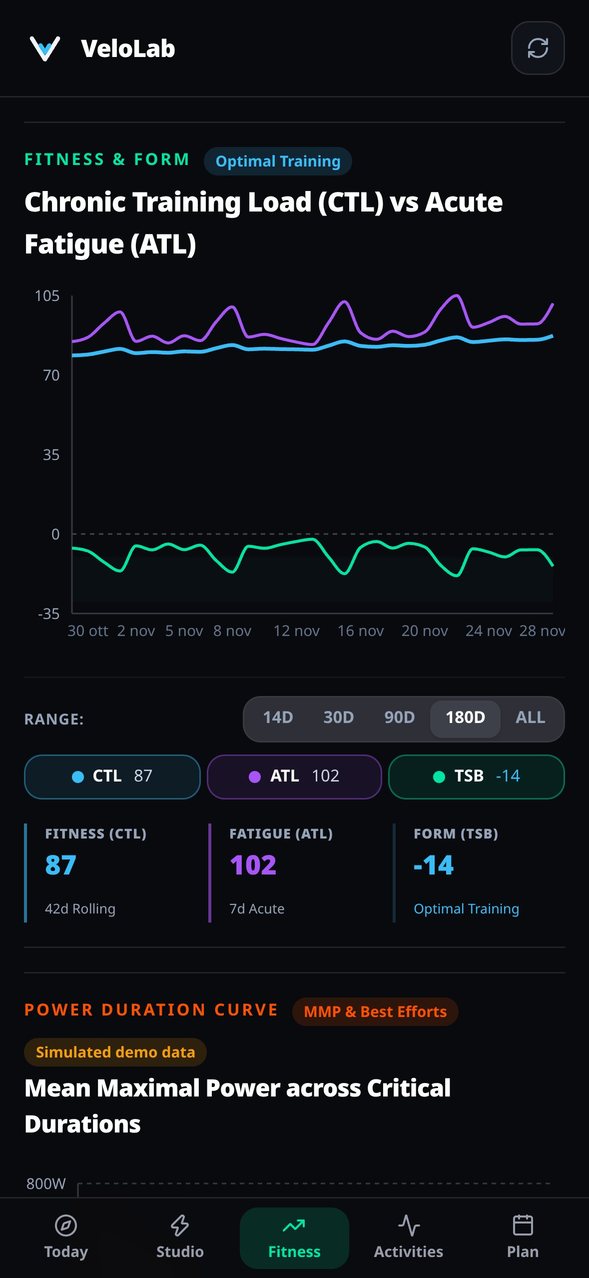 VeloLab
FITNESS & FORM
Optimal Training
Chronic Training Load (CTL) vs Acute
Fatigue (ATL)
105
70
35
0
-35
30 ott 2 nov 5 nov 8 nov 12 nov 16 nov 20 nov 24 nov 28 nov
RANGE:
14D 30D 90D 180D ALL
CTL 87
ATL 102
TSB -14
FITNESS (CTL)
87
42d Rolling
FATIGUE (ATL)
102
7d Acute
FORM (TSB)
-14
Optimal Training
POWER DURATION CURVE
MMP & Best Efforts
Simulated demo data
Mean Maximal Power across Critical
Durations
800W
Today
Studio
Fitness
Activities
Plan